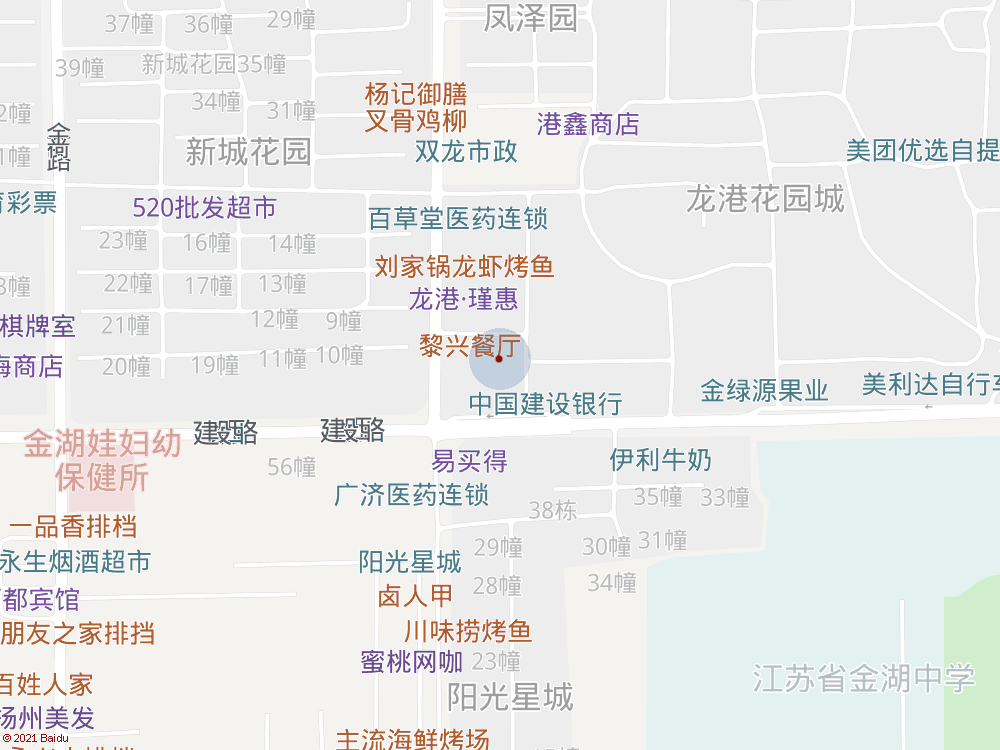 凤泽园
37幢
36幢
29幢
新城花园35幢
39幢
杨记御膳
叉骨鸡柳
34幢
31幢
2幢
港鑫商店
金荷路
新城花园
双龙市政
美团优选自提
1幢
育彩票
520批发超市
龙港花园城
百草堂医药连锁
23幢
16幢
14幢
刘家锅龙虾烤鱼
22幢
17幢
13幢
8幢
龙港·瑾惠
棋牌室
21幢
12幢
9幢
黎兴餐厅
海商店
20幢
19幢
11幢
10幢
中国建设银行
金绿源果业
美利达自行车
建设西路
建设西路
金湖娃妇幼
保健所
56幢
易买得
伊利牛奶
广济医药连锁
38栋
35幢
33幢
一品香排档
永生烟酒超市
阳光星城
29幢
30幢
31幢
28幢
34幢
都宾馆
卤人甲
朋友之家排挡
川味捞烤鱼
蜜桃网咖
23幢
百姓人家
阳光星城
江苏省金湖中学
扬州美发
主流海鲜烤场
© 2021 Baidu